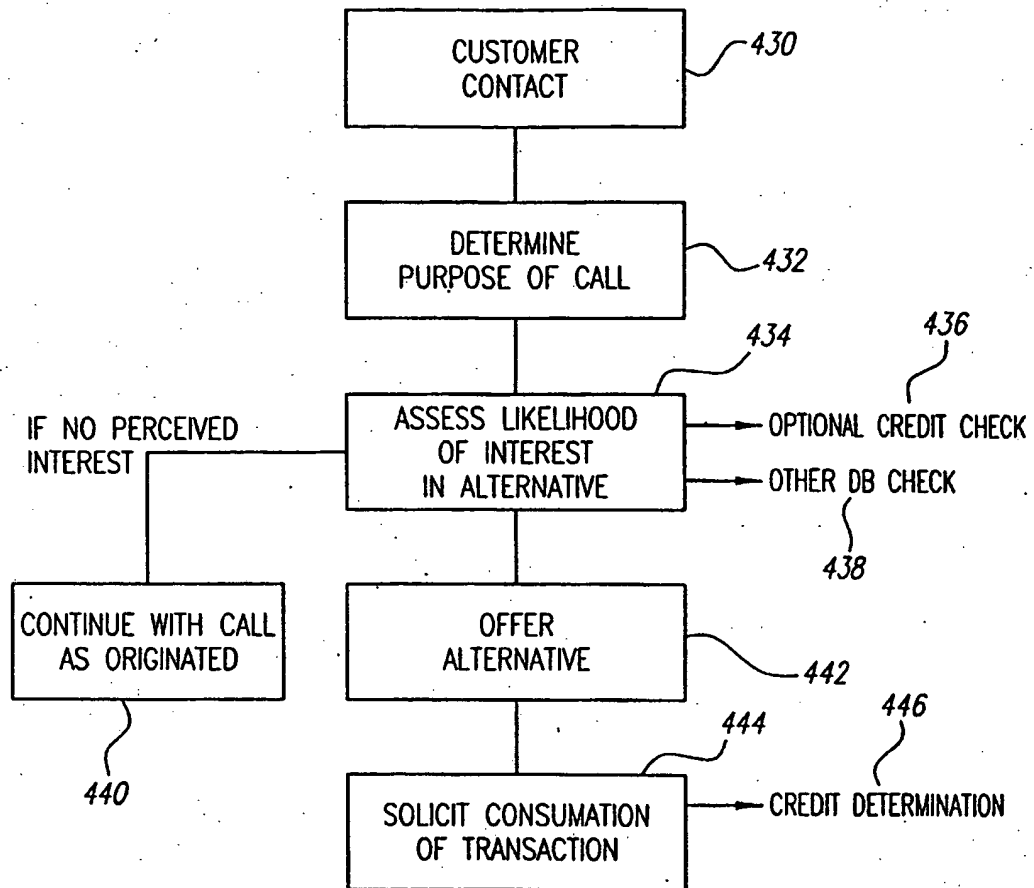 CUSTOMER
CONTACT
430
DETERMINE
PURPOSE OF CALL
432
434
436
ASSESS LIKELIHOOD
OF INTEREST
IN ALTERNATIVE
OPTIONAL CREDIT CHECK
OTHER DB CHECK
438
IF NO PERCEIVED
INTEREST
CONTINUE WITH CALL
AS ORIGINATED
440
OFFER
ALTERNATIVE
442
444
446
SOLICIT CONSUMATION
OF TRANSACTION
CREDIT DETERMINATION